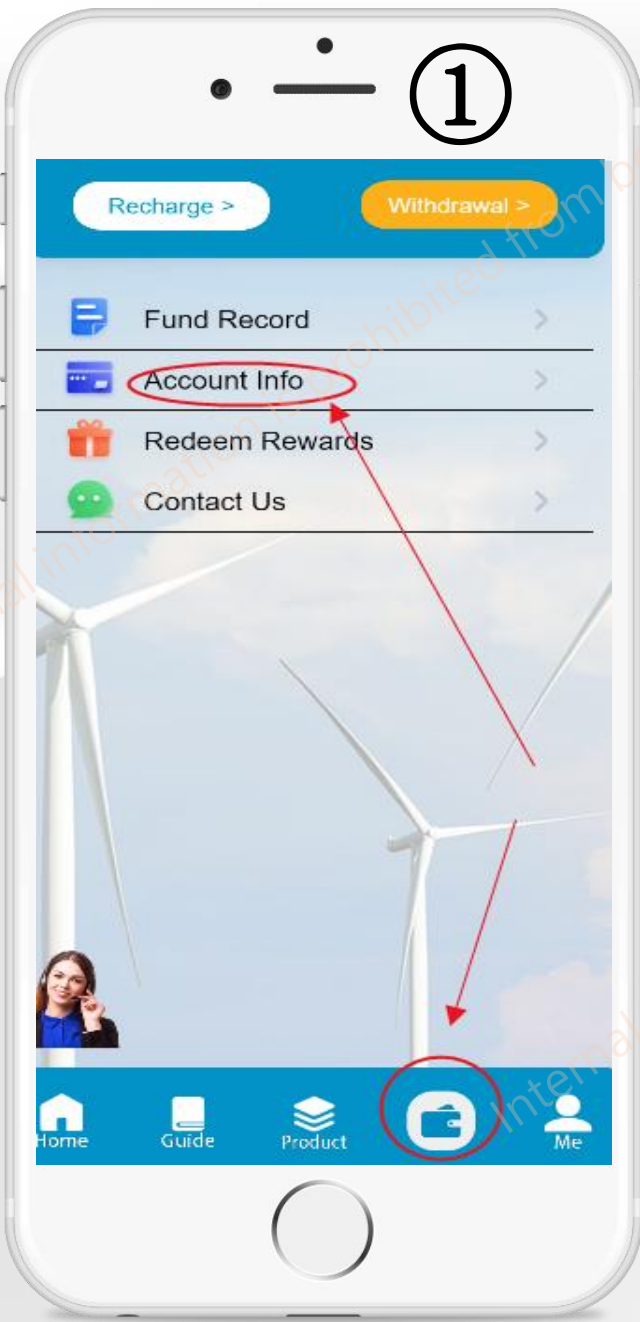 ①
Recharge >
Withdrawal >
Fund Record
Account Info
Redeem Rewards
Contact Us
Home
Guide
Product
Me